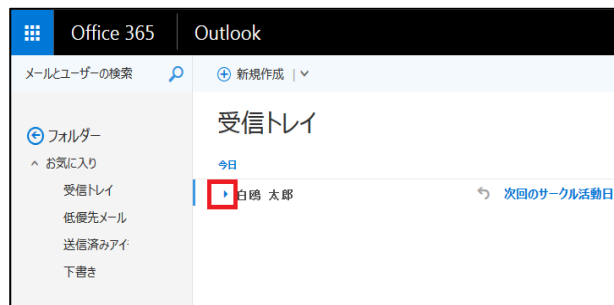 Office 365 Outlook
メールとユーザーの検索 新規作成
受信トレイ
フォルダー
お気に入り
今日
受信トレイ
白鴎 太郎 次回のサークル活動日
低優先メール
送信済みアイ
下書き